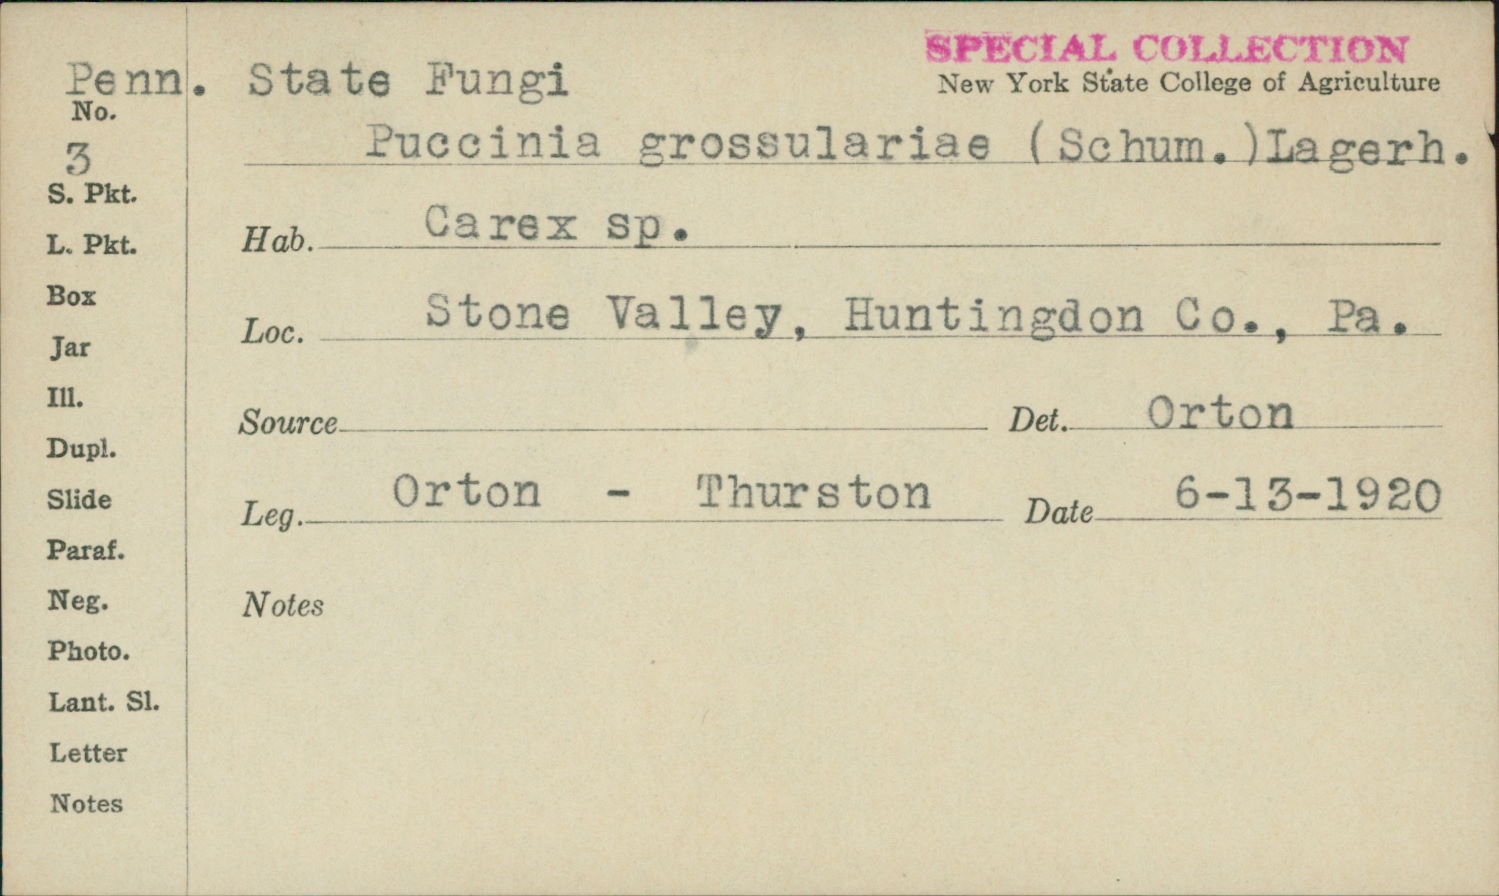 SPECIAL COLLECTION
Penn. State Fungi
New York State College of Agriculture
No.
3
Puccinia grossulariae (Schum.)Lagerh.
S. Pkt.
L. Pkt.
Hab. Carex sp.
Box
Loc. Stone Valley, Huntingdon Co., Pa.
Jar
Ill.
Source Det. Orton
Dupl.
Slide
Leg. Orton - Thurston Date 6-13-1920
Paraf.
Neg.
Notes
Photo.
Lant. Sl.
Letter
Notes